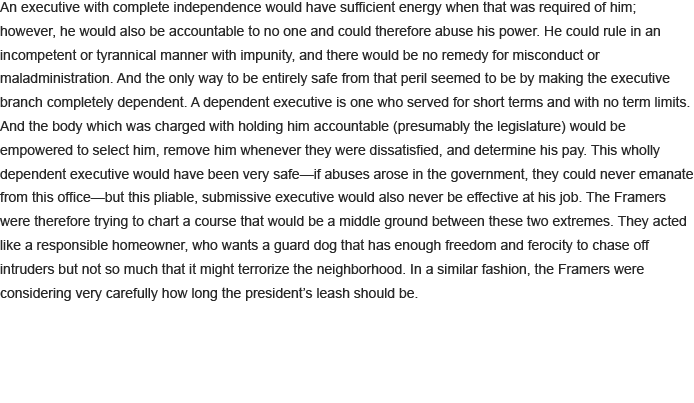 An executive with complete independence would have sufficient energy when that was required of him;
however, he would also be accountable to no one and could therefore abuse his power. He could rule in an
incompetent or tyrannical manner with impunity, and there would be no remedy for misconduct or
maladministration. And the only way to be entirely safe from that peril seemed to be by making the executive
branch completely dependent. A dependent executive is one who served for short terms and with no term limits.
And the body which was charged with holding him accountable (presumably the legislature) would be
empowered to select him, remove him whenever they were dissatisfied, and determine his pay. This wholly
dependent executive would have been very safe—if abuses arose in the government, they could never emanate
from this office—but this pliable, submissive executive would also never be effective at his job. The Framers
were therefore trying to chart a course that would be a middle ground between these two extremes. They acted
like a responsible homeowner, who wants a guard dog that has enough freedom and ferocity to chase off
intruders but not so much that it might terrorize the neighborhood. In a similar fashion, the Framers were
considering very carefully how long the president’s leash should be.